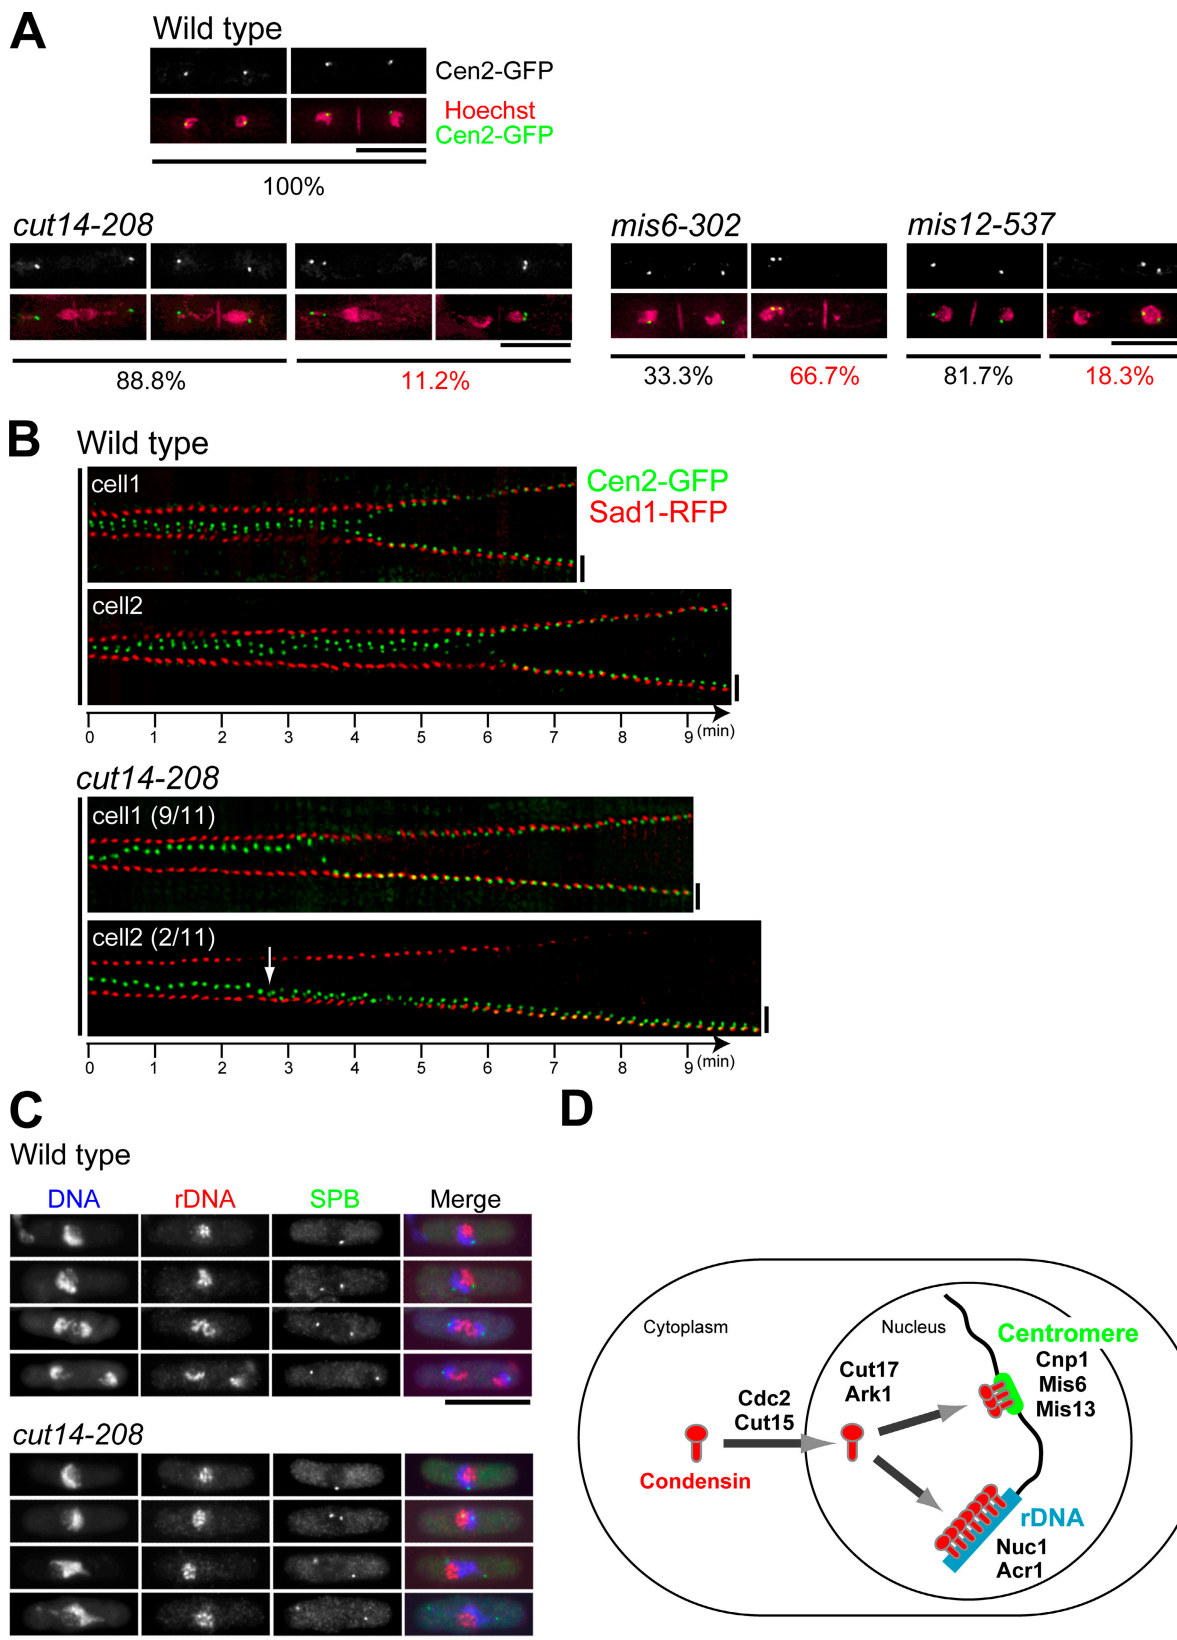 A
Wild type
Cen2-GFP
Hoechst
Cen2-GFP
100%
cut14-208
mis6-302
mis12-537
88.8%
11.2%
33.3%
66.7%
81.7%
18.3%
B
Wild type
cell1
Cen2-GFP
Sad1-RFP
cell2
0 1 2 3 4 5 6 7 8 9 (min)
cut14-208
cell1 (9/11)
cell2 (2/11)
0 1 2 3 4 5 6 7 8 9 (min)
C
Wild type
DNA rDNA SPB Merge
cut14-208
D
Cytoplasm
Nucleus
Centromere
Cnp1
Mis6
Mis13
Cut17
Ark1
Cdc2
Cut15
Condensin
rDNA
Nuc1
Acr1